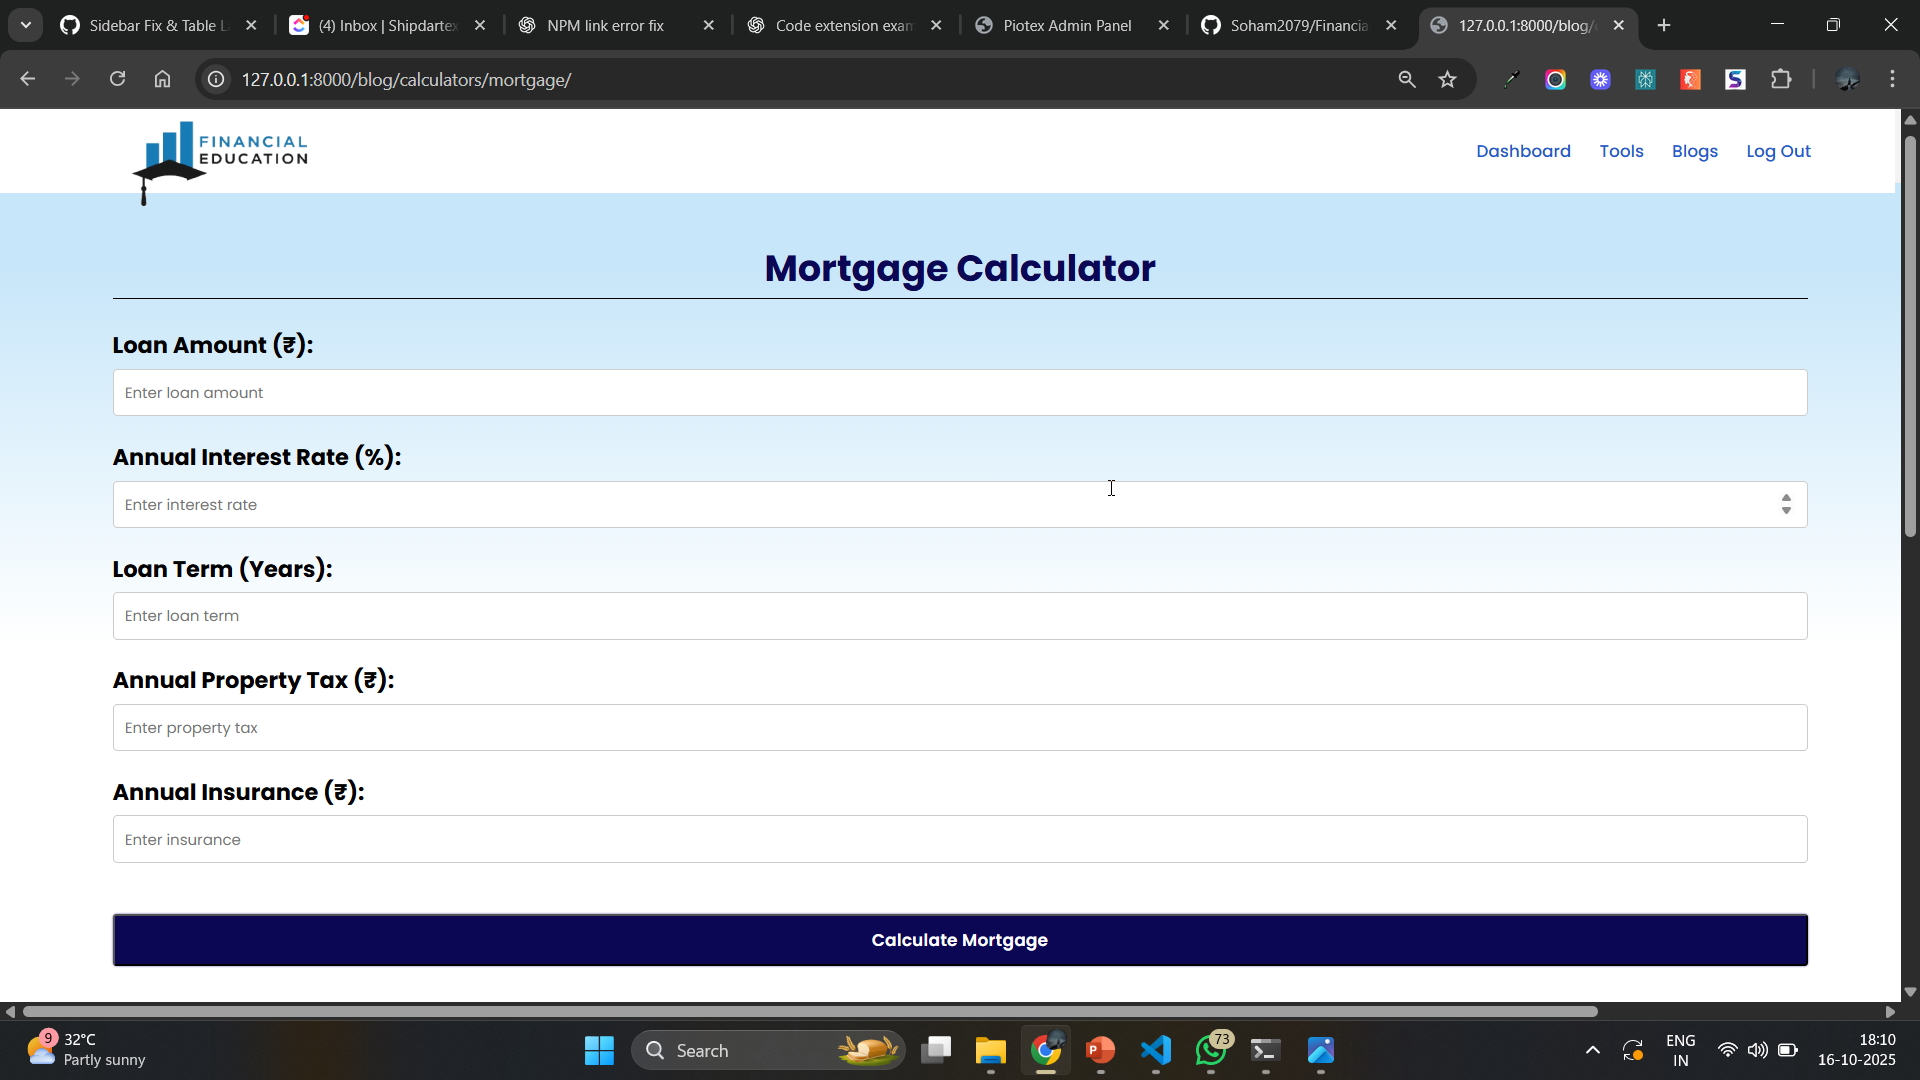 Sidebar Fix & Table L
(4) Inbox | Shipdartex
NPM link error fix
Code extension exam
Piotex Admin Panel
Soham2079/Financia
127.0.0.1:8000/blog/
127.0.0.1:8000/blog/calculators/mortgage/
FINANCIAL
EDUCATION
Dashboard
Tools
Blogs
Log Out
Mortgage Calculator
Loan Amount (₹):
Enter loan amount
Annual Interest Rate (%):
Enter interest rate
Loan Term (Years):
Enter loan term
Annual Property Tax (₹):
Enter property tax
Annual Insurance (₹):
Enter insurance
Calculate Mortgage
9
32°C
Partly sunny
Search
73
ENG
IN
18:10
16-10-2025